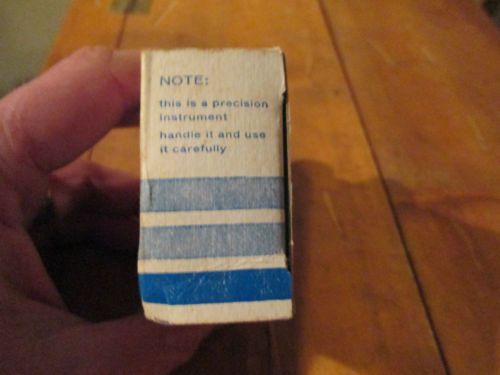 NOTE:
this is a precision
instrument
handle it and use
it carefully